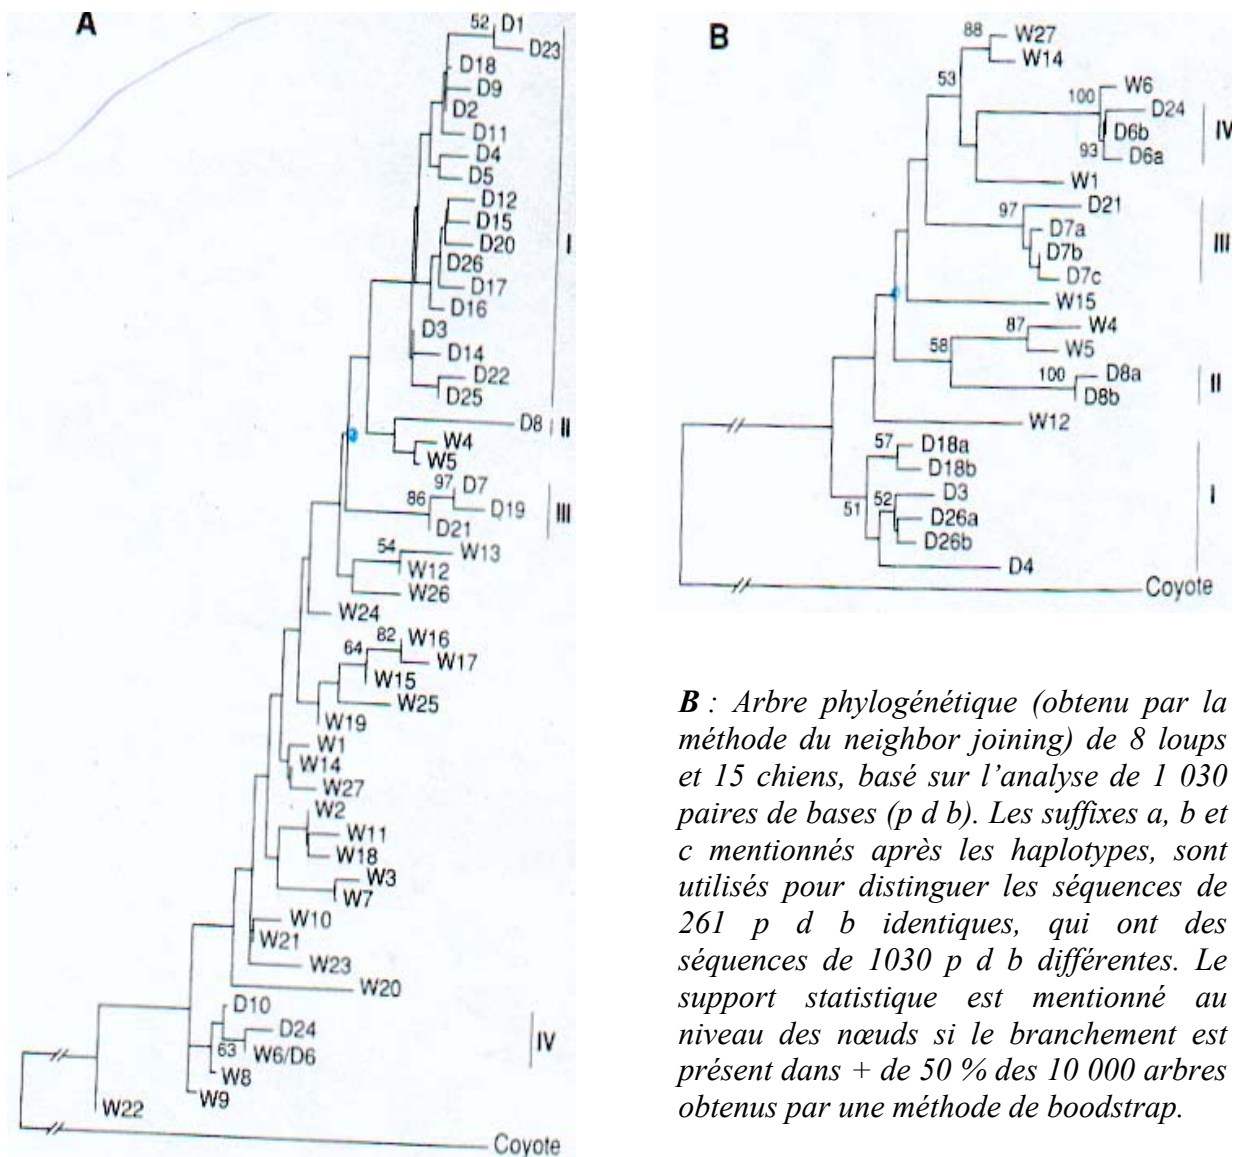 A
52 D1
D23
D18
D9
D2
D11
D4
D5
D12
D15
D20
I
D26
D17
D16
D3
D14
D22
D25
D8 II
W4
W5
97 D7
86
D19 III
D21
54 W13
W12
W26
W24
82 W16
64
W17
W15
W25
W19
W1
W14
W27
W2
W11
W18
W3
W7
W10
W21
W23
W20
D10
D24 IV
63 W6/D6
W8
W9
W22
Coyote
B
88 W27
W14
53
W6
100
D24
IV
D6b
93 D6a
W1
97 D21
D7a
III
D7b
D7c
W15
87 W4
58
W5
100 D8a
II
D8b
W12
57 D18a
D18b
I
52 D3
51
D26a
D26b
D4
Coyote
B : Arbre phylogénétique (obtenu par la
méthode du neighbor joining) de 8 loups
et 15 chiens, basé sur l’analyse de 1 030
paires de bases (p d b). Les suffixes a, b et
c mentionnés après les haplotypes, sont
utilisés pour distinguer les séquences de
261 p d b identiques, qui ont des
séquences de 1030 p d b différentes. Le
support statistique est mentionné au
niveau des nœuds si le branchement est
présent dans + de 50 % des 10 000 arbres
obtenus par une méthode de boodstrap.